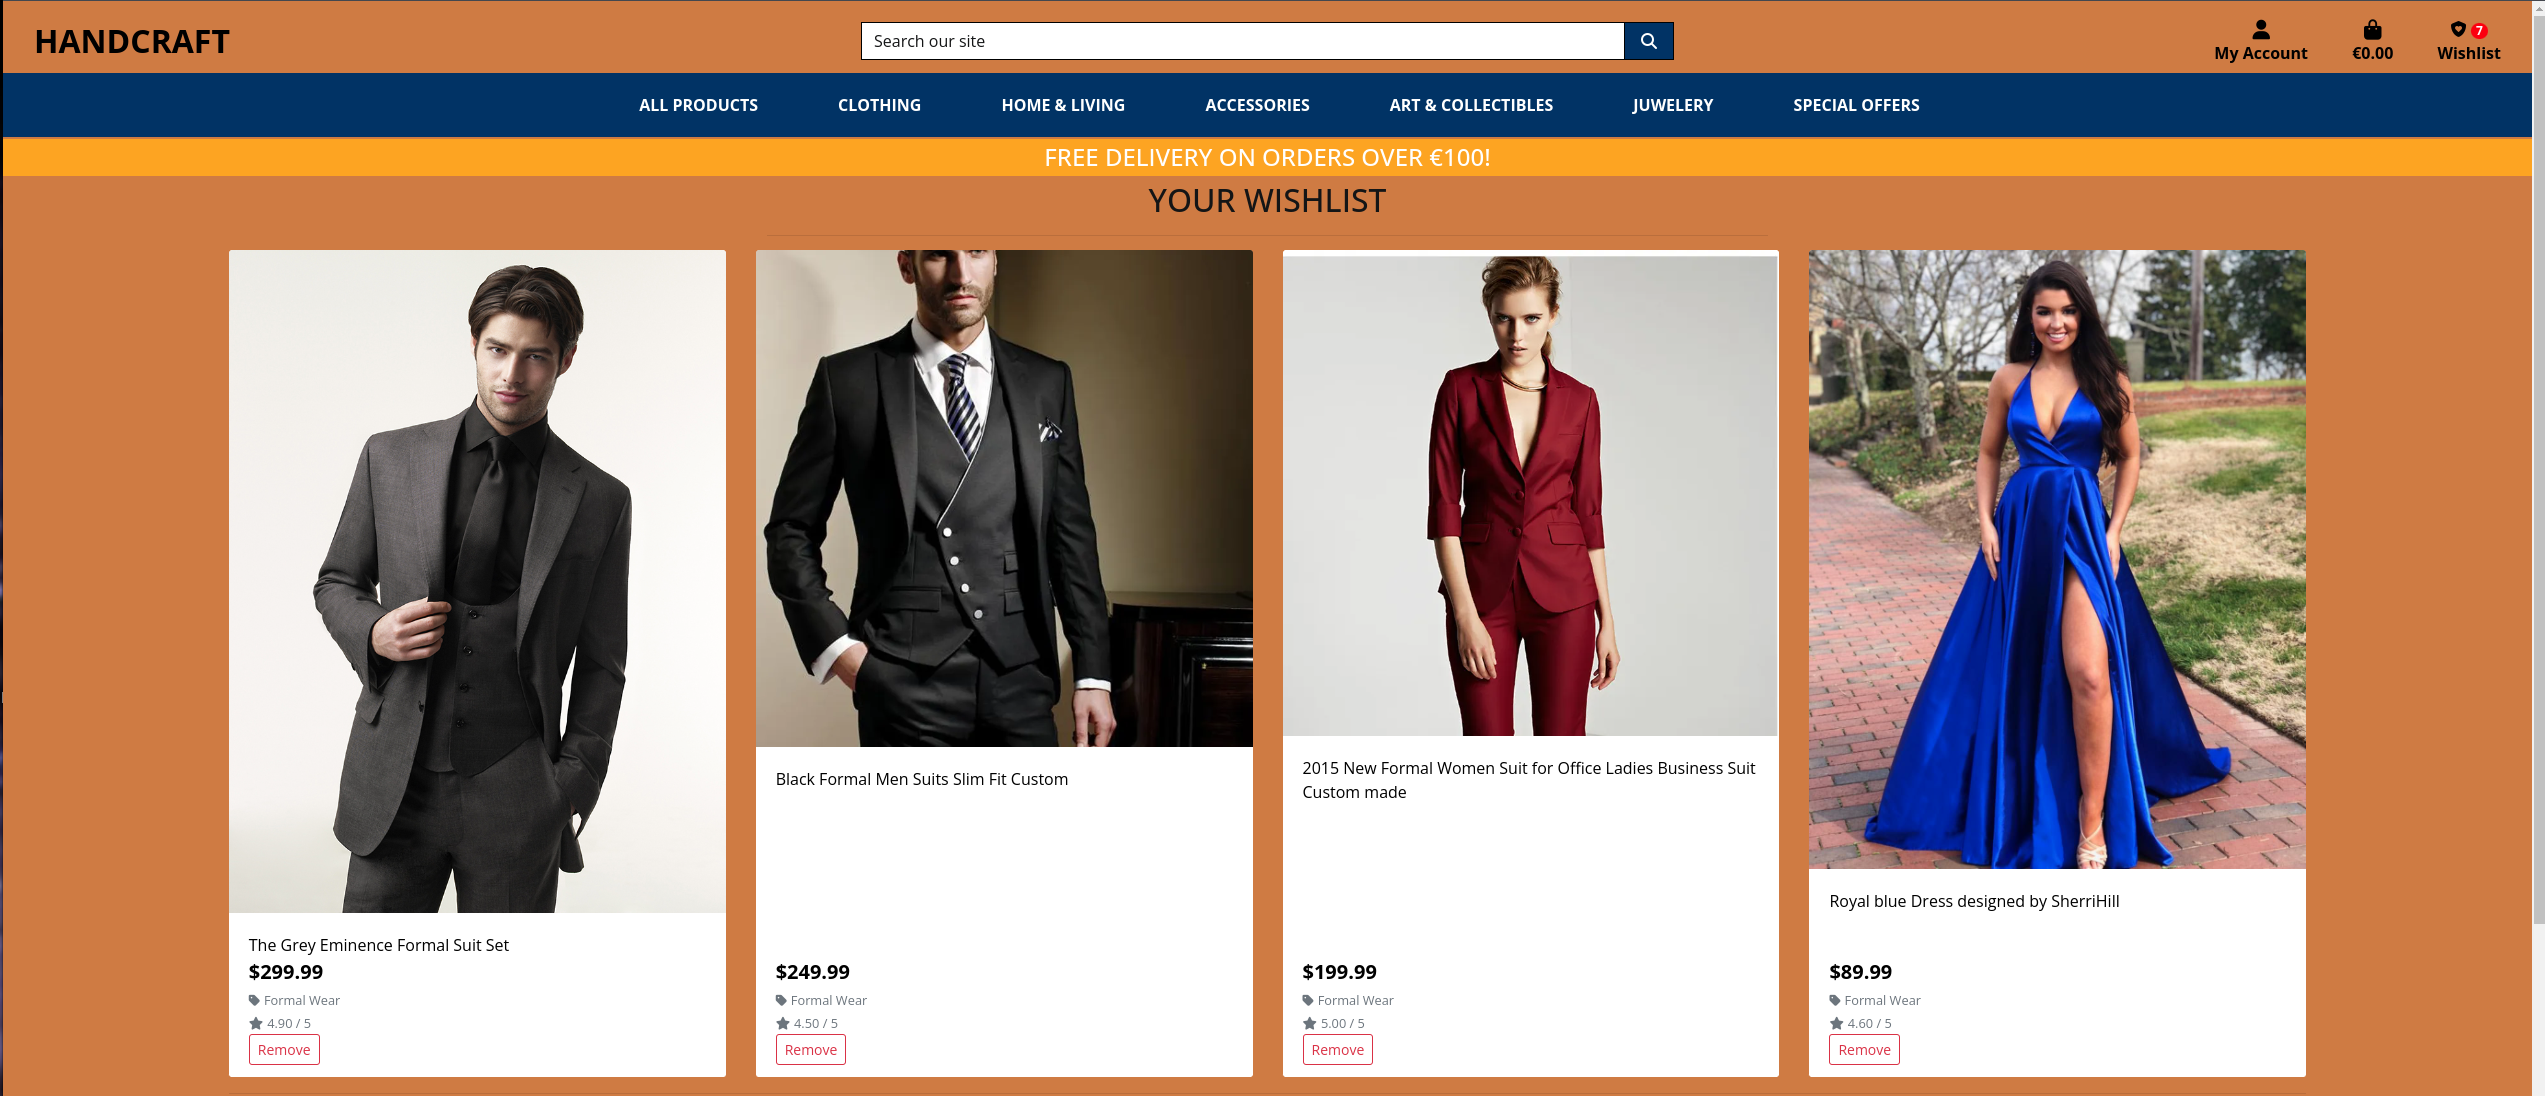 HANDCRAFT
Search our site
My Account
€0.00
7
Wishlist
ALL PRODUCTS
CLOTHING
HOME & LIVING
ACCESSORIES
ART & COLLECTIBLES
JUWELERY
SPECIAL OFFERS
FREE DELIVERY ON ORDERS OVER €100!
YOUR WISHLIST
The Grey Eminence Formal Suit Set
$299.99
Formal Wear
4.90 / 5
Remove
Black Formal Men Suits Slim Fit Custom
$249.99
Formal Wear
4.50 / 5
Remove
2015 New Formal Women Suit for Office Ladies Business Suit
Custom made
$199.99
Formal Wear
5.00 / 5
Remove
Royal blue Dress designed by SherriHill
$89.99
Formal Wear
4.60 / 5
Remove